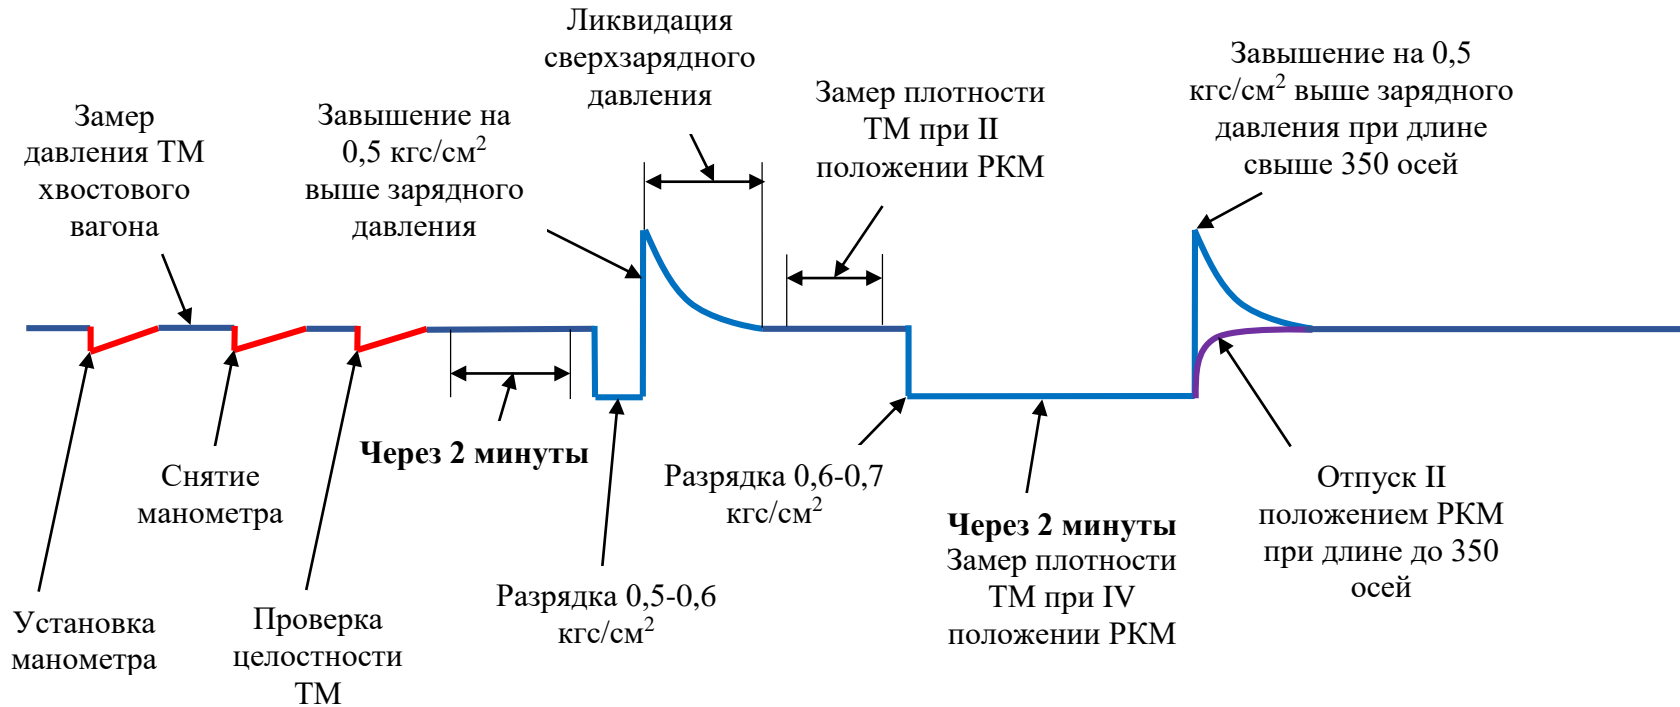 Замер
давления ТМ
хвостового
вагона
Завышение на
0,5 кгс/см²
выше зарядного
давления
Ликвидация
сверхзарядного
давления
Замер плотности
ТМ при II
положении РКМ
Завышение на 0,5
кгс/см² выше зарядного
давления при длине
свыше 350 осей
Установка
манометра
Снятие
манометра
Проверка
целостности
ТМ
Через 2 минуты
Разрядка 0,5-0,6
кгс/см²
Разрядка 0,6-0,7
кгс/см²
Через 2 минуты
Замер плотности
ТМ при IV
положении РКМ
Отпуск II
положением РКМ
при длине до 350
осей